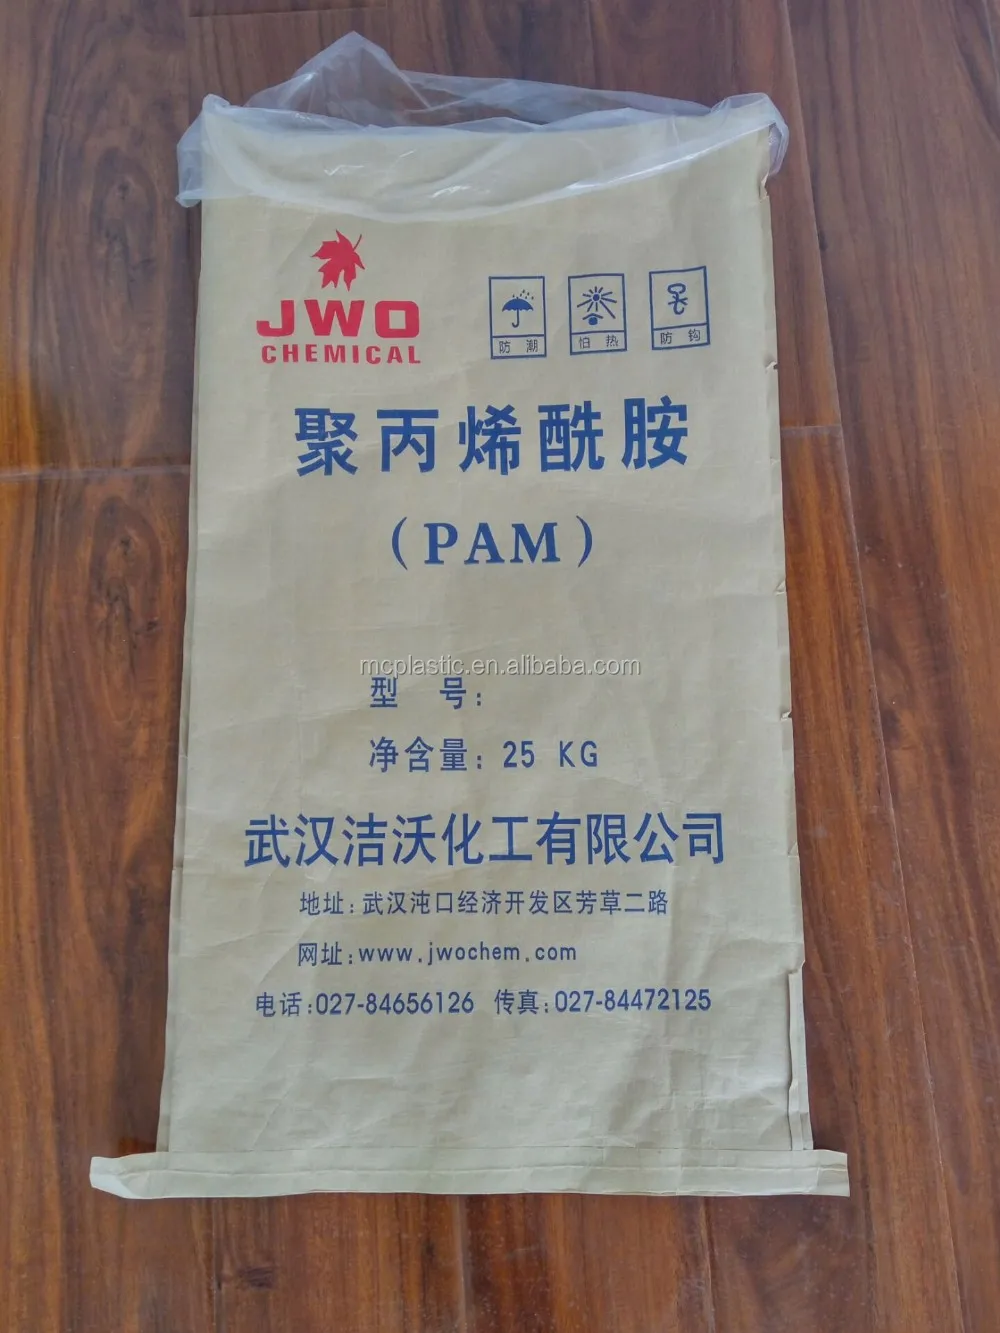 JWO
CHEMICAL
防潮 怕热 防钩
聚丙烯酰胺
(PAM)
mcplastic.en.alibaba.com
型 号:
净含量: 25 KG
武汉洁沃化工有限公司
地址:武汉沌口经济开发区芳草二路
网址:www.jwochem.com
电话:027-84656126 传真:027-84472125